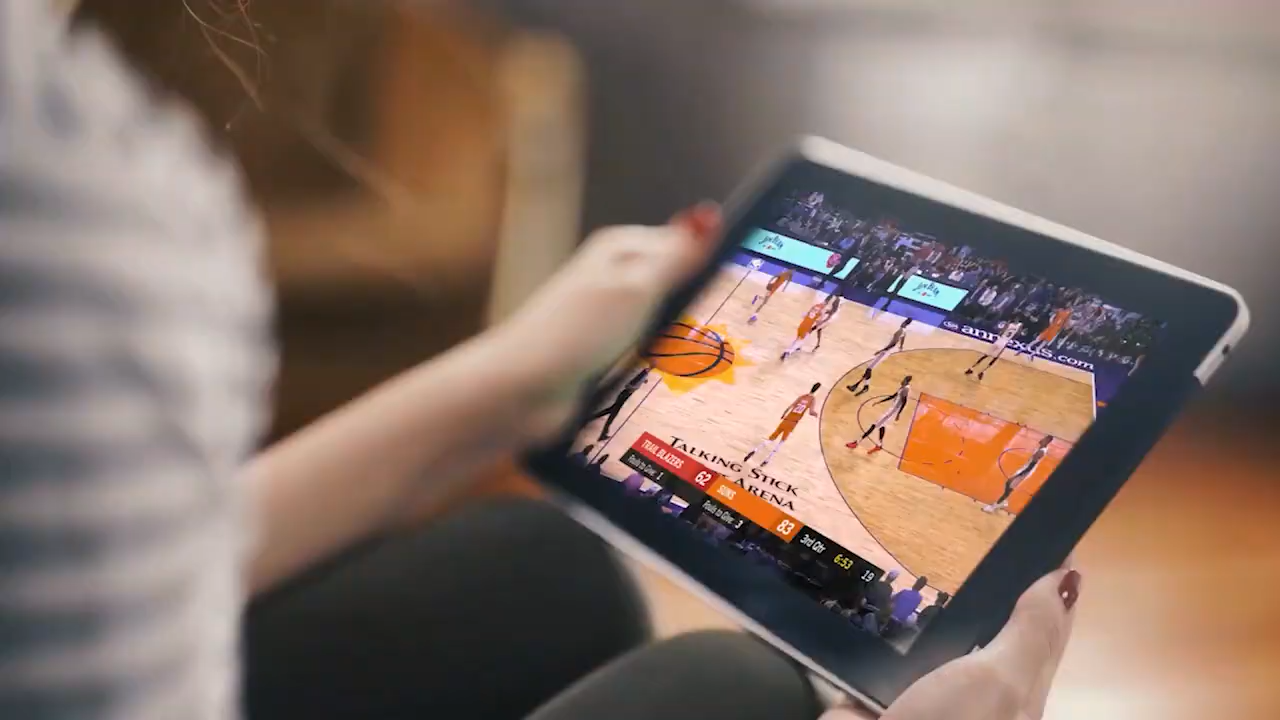 annexus.com
TALKING STICK
ARENA
TRAIL BLAZERS 62 SUNS 83 3rd Qtr 6:53 19
Fouls to Give: 1 Fouls to Give: 3